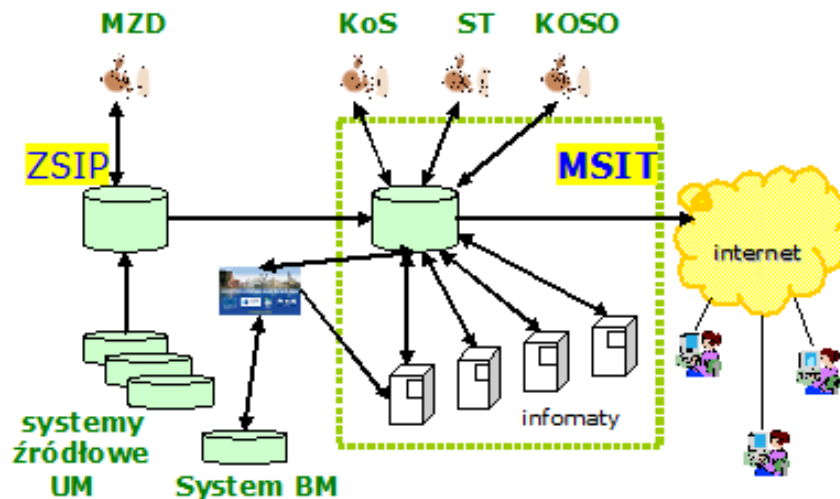 MZD
KoS
ST
KOSO
ZSIP
MSIT
internet
infomaty
systemy
źródłowe
UM
System BM